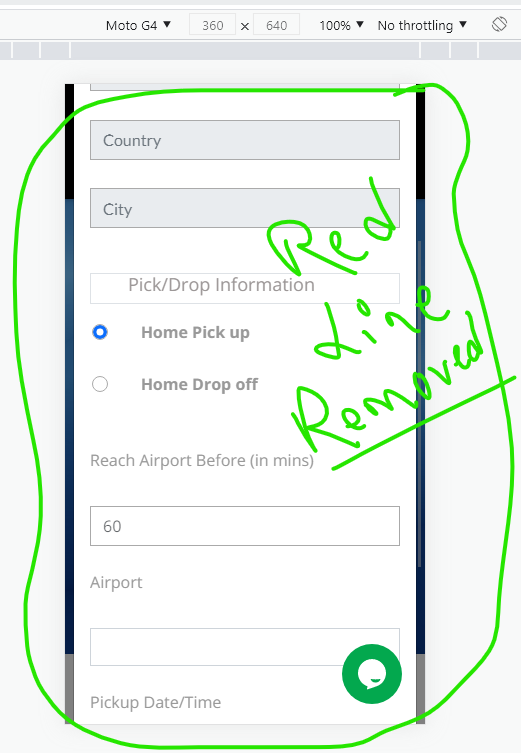 Moto G4 ▼ 360 x 640 100% ▼ No throttling ▼
Country
City
Red
Pick/Drop Information
line
Home Pick up
Removed
Home Drop off
Reach Airport Before (in mins)
60
Airport
Pickup Date/Time